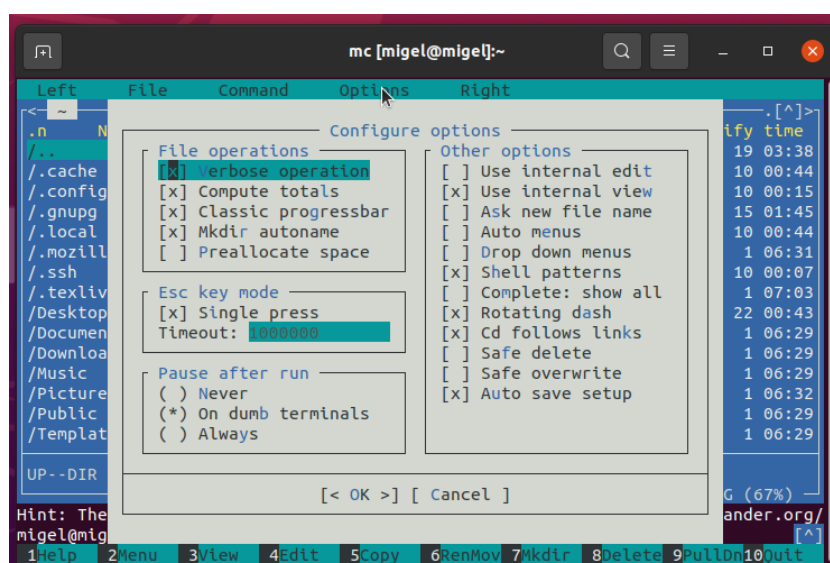 mc [migel@migel]:~
Left File Command Options Right
<- ~ .[^]>
.n N ify time
/.. 19 03:38
/.cache 10 00:44
/.config 10 00:15
/.gnupg 15 01:45
/.local 10 00:44
/.mozill 1 06:31
/.ssh 10 00:07
/.texliv 1 07:03
/Desktop 22 00:43
/Documen 1 06:29
/Downloa 1 06:29
/Music 1 06:29
/Picture 1 06:32
/Public 1 06:29
/Templat 1 06:29
UP--DIR
G (67%)
Configure options
File operations
[x] Verbose operation
[x] Compute totals
[x] Classic progressbar
[x] Mkdir autoname
[ ] Preallocate space
Esc key mode
[x] Single press
Timeout: 1000000
Pause after run
( ) Never
(*) On dumb terminals
( ) Always
Other options
[ ] Use internal edit
[x] Use internal view
[ ] Ask new file name
[ ] Auto menus
[ ] Drop down menus
[x] Shell patterns
[ ] Complete: show all
[x] Rotating dash
[x] Cd follows links
[ ] Safe delete
[ ] Safe overwrite
[x] Auto save setup
[< OK >] [ Cancel ]
Hint: The ander.org/
migel@mig [^]
1Help 2Menu 3View 4Edit 5Copy 6RenMov 7Mkdir 8Delete 9PullDn 10Quit